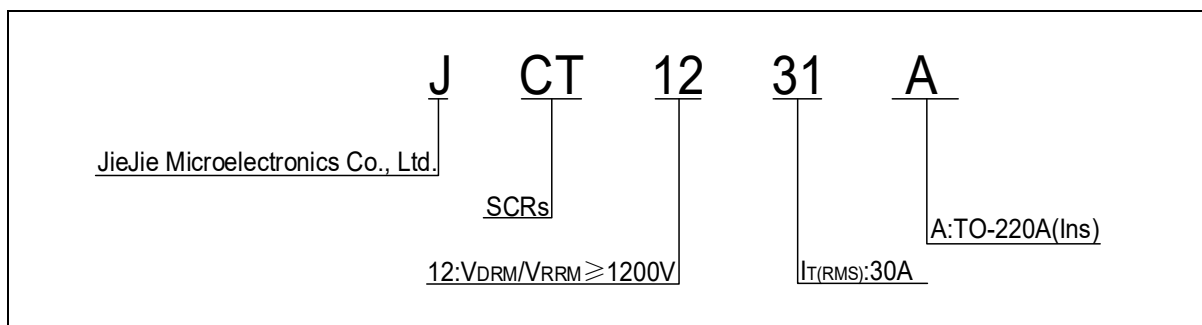 J CT 12 31 A
JieJie Microelectronics Co., Ltd.
SCRs
A:TO-220A(Ins)
12:VDRM/VRRM≥1200V
IT(RMS):30A